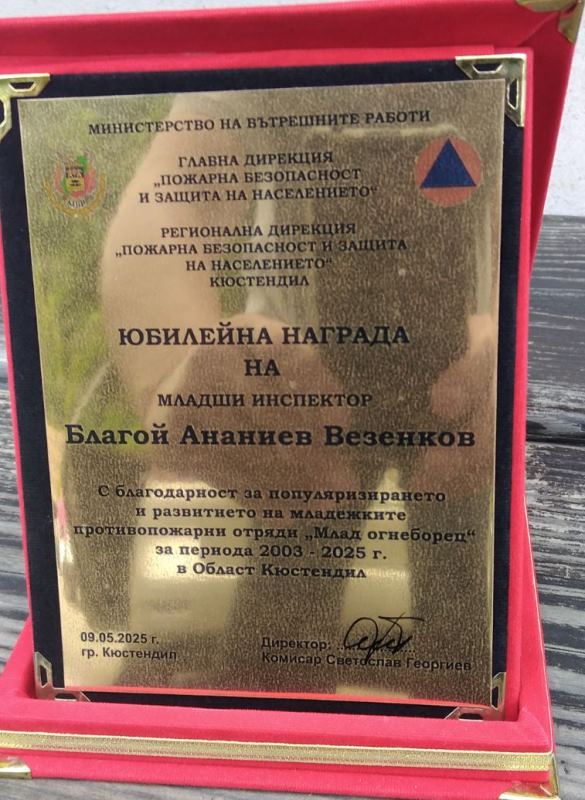 МИНИСТЕРСТВО НА ВЪТРЕШНИТЕ РАБОТИ
ГЛАВНА ДИРЕКЦИЯ
„ПОЖАРНА БЕЗОПАСНОСТ
И ЗАЩИТА НА НАСЕЛЕНИЕТО“
РЕГИОНАЛНА ДИРЕКЦИЯ
„ПОЖАРНА БЕЗОПАСНОСТ И ЗАЩИТА
НА НАСЕЛЕНИЕТО“
КЮСТЕНДИЛ
ЮБИЛЕЙНА НАГРАДА
НА
МЛАДШИ ИНСПЕКТОР
Благой Ананиев Везенков
С благодарност за популяризирането
и развитието на младежките
противопожарни отряди „Млад огнеборец“
за периода 2003 - 2025 г.
в Област Кюстендил
09.05.2025 г.
гр. Кюстендил
Директор:
Комисар Светослав Георгиев